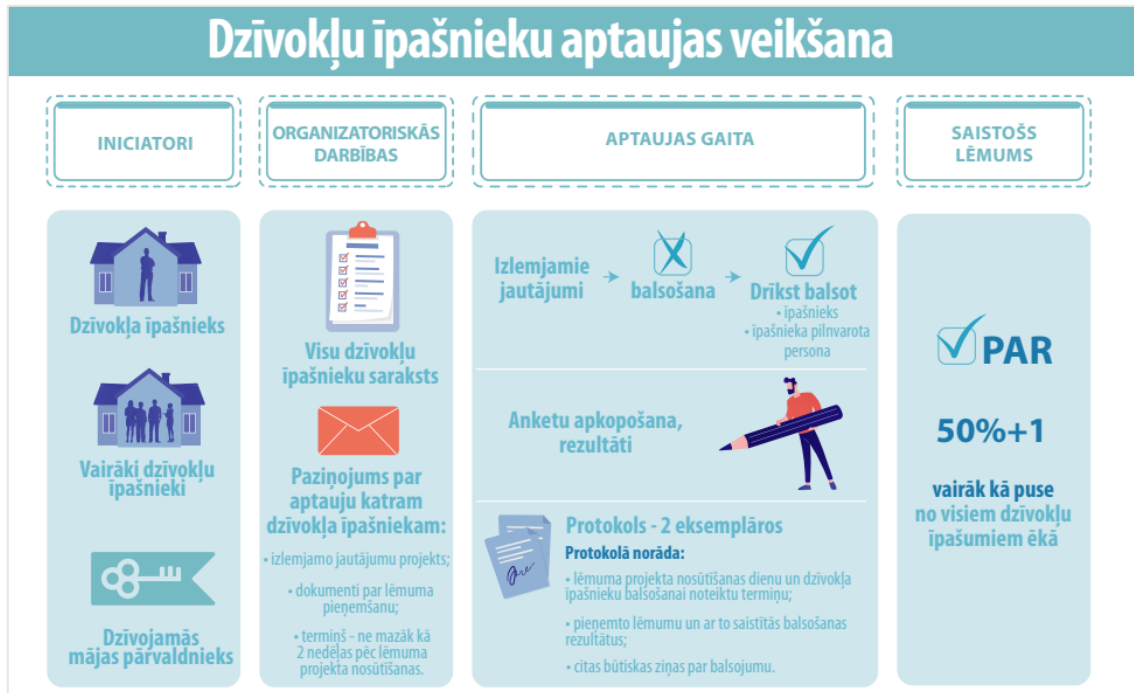 Dzīvokļu īpašnieku aptaujas veikšana
INICIATORI
ORGANIZATORISKĀS
DARBĪBAS
APTAUJAS GAITA
SAISTOŠS
LĒMUMS
Dzīvokļa īpašnieks
Vairāki dzīvokļu
īpašnieki
Dzīvojamās
mājas pārvaldnieks
Visu dzīvokļu
īpašnieku saraksts
Paziņojums par
aptauju katram
dzīvokļa īpašniekam:
• izlemjamo jautājumu projekts;
• dokumenti par lēmuma
pieņemšanu;
• termiņš - ne mazāk kā
2 nedēļas pēc lēmuma
projekta nosūtīšanas.
Izlemjamie
jautājumi
balsošana
Drīkst balsot
• īpašnieks
• īpašnieka pilnvarota
persona
Anketu apkopošana,
rezultāti
Protokols - 2 eksemplāros
Protokolā norāda:
• lēmuma projekta nosūtīšanas dienu un dzīvokļa
īpašnieku balsošanai noteiktu termiņu;
• pieņemto lēmumu un ar to saistītās balsošanas
rezultātus;
• citas būtiskas ziņas par balsojumu.
PAR
50%+1
vairāk kā puse
no visiem dzīvokļu
īpašumiem ēkā